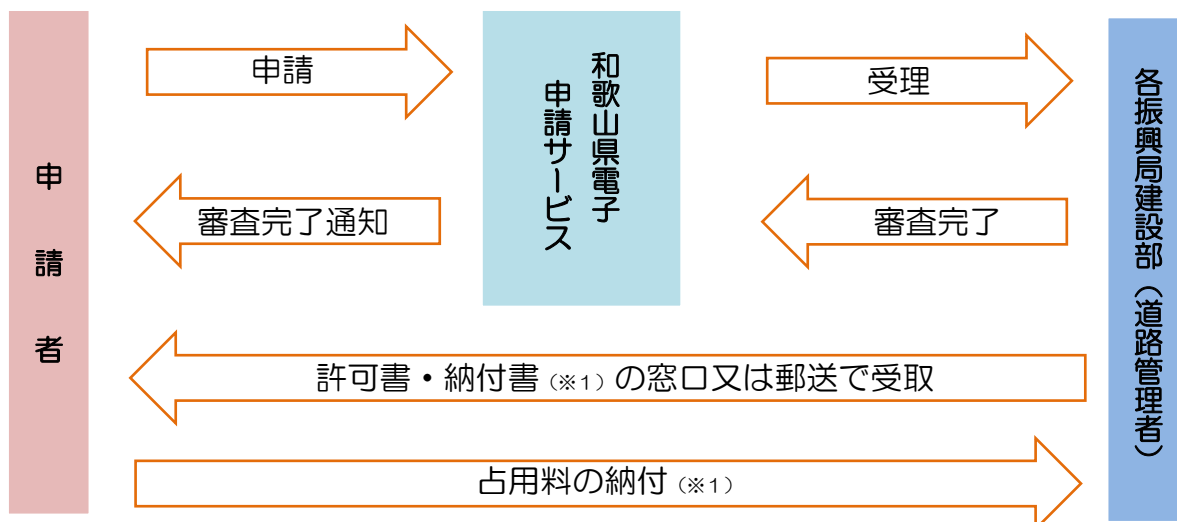 申請者
申請
和歌山県電子
申請サービス
受理
各振興局建設部（道路管理者）
審査完了通知
審査完了
許可書・納付書（※１）の窓口又は郵送で受取
占用料の納付（※１）